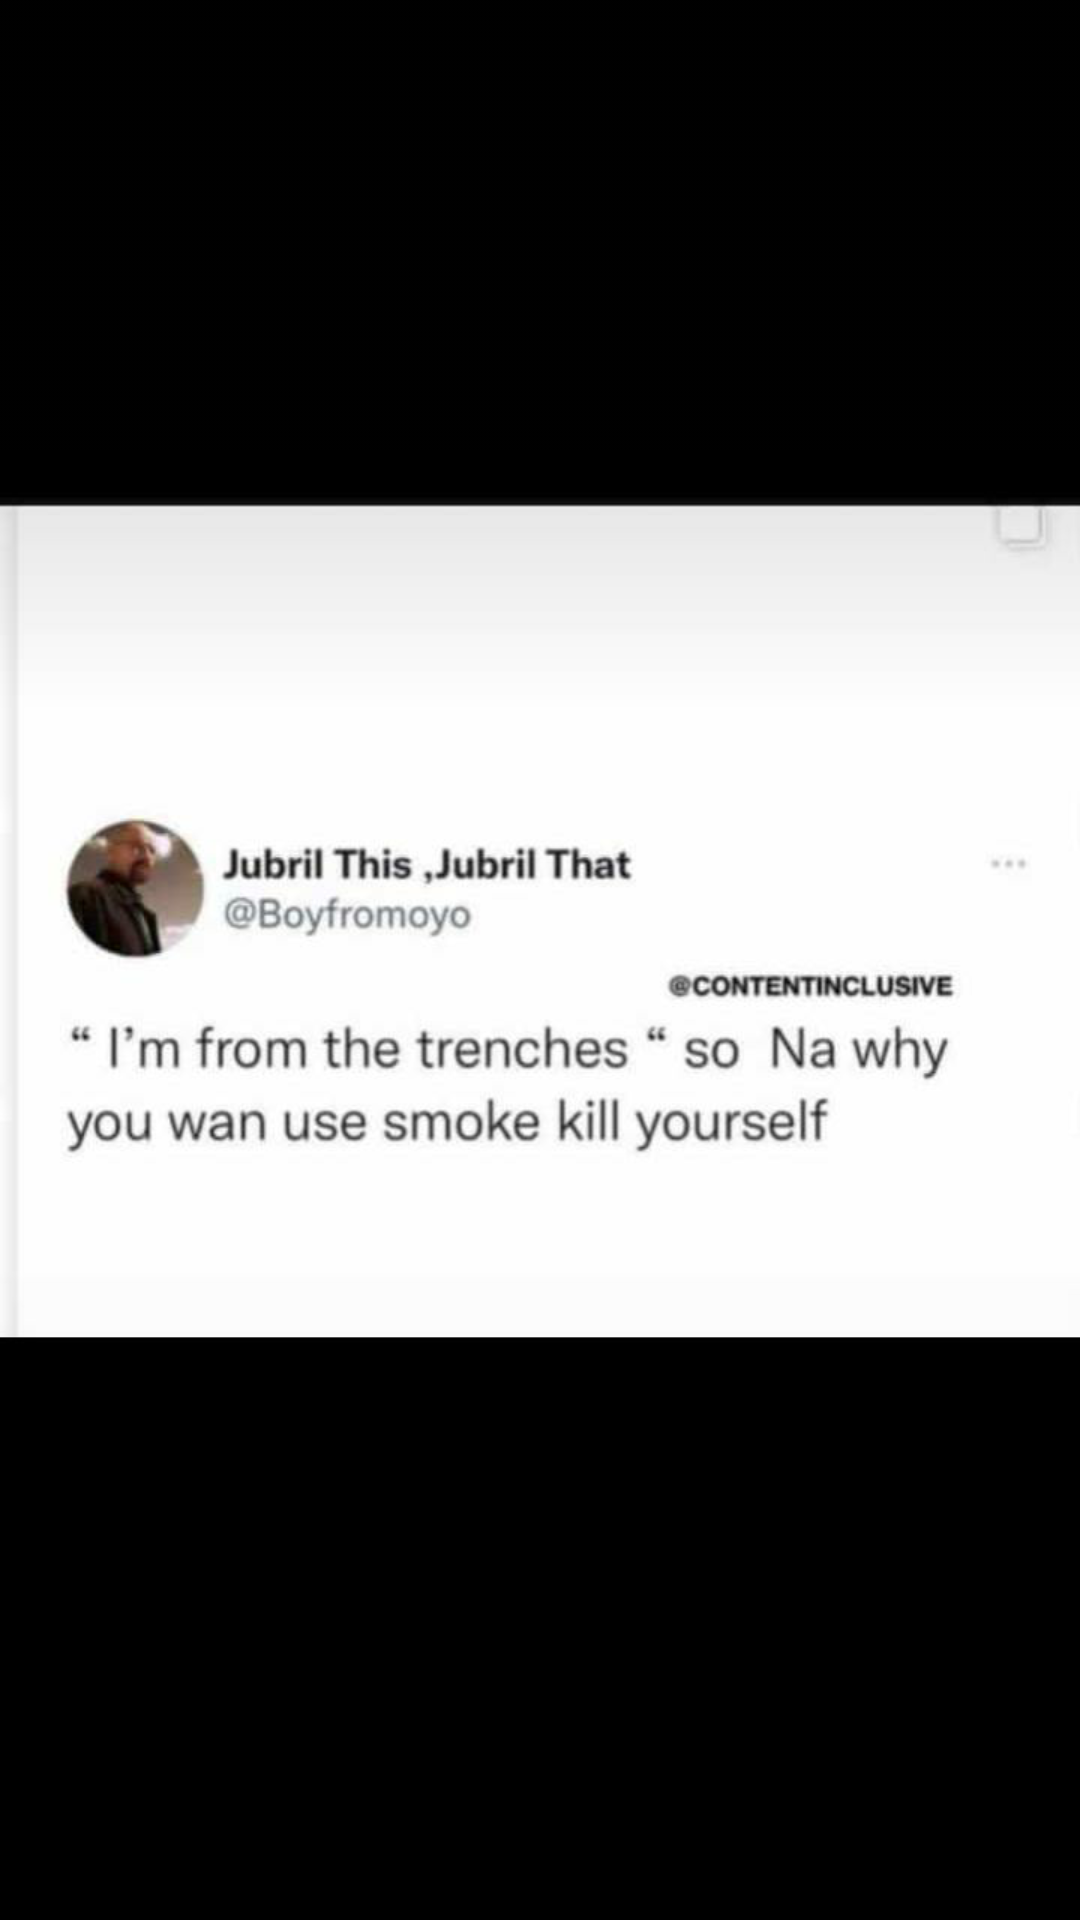 Jubril This ,Jubril That
@Boyfromoyo
@CONTENTINCLUSIVE
“ I’m from the trenches “ so  Na why
you wan use smoke kill yourself